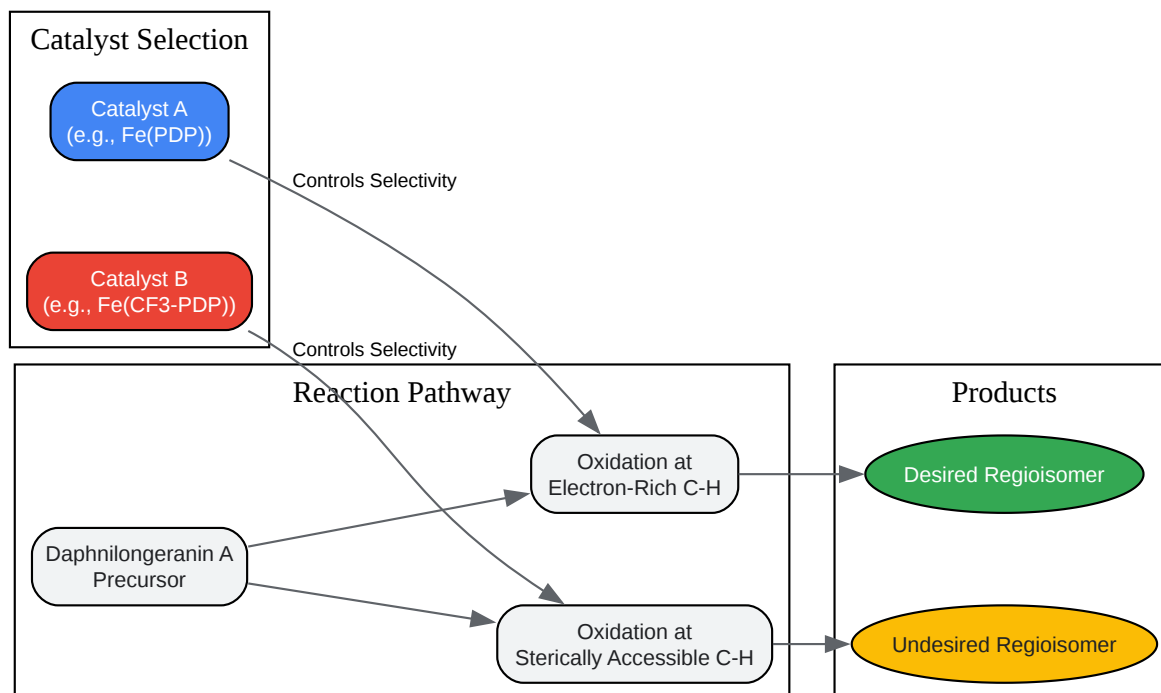 Catalyst Selection
Catalyst A
(e.g., Fe(PDP))
Controls Selectivity
Catalyst B
(e.g., Fe(CF3-PDP))
Controls Selectivity
Reaction Pathway
Products
Oxidation at
Electron-Rich C-H
Desired Regioisomer
Daphnilongeranin A
Precursor
Oxidation at
Sterically Accessible C-H
Undesired Regioisomer